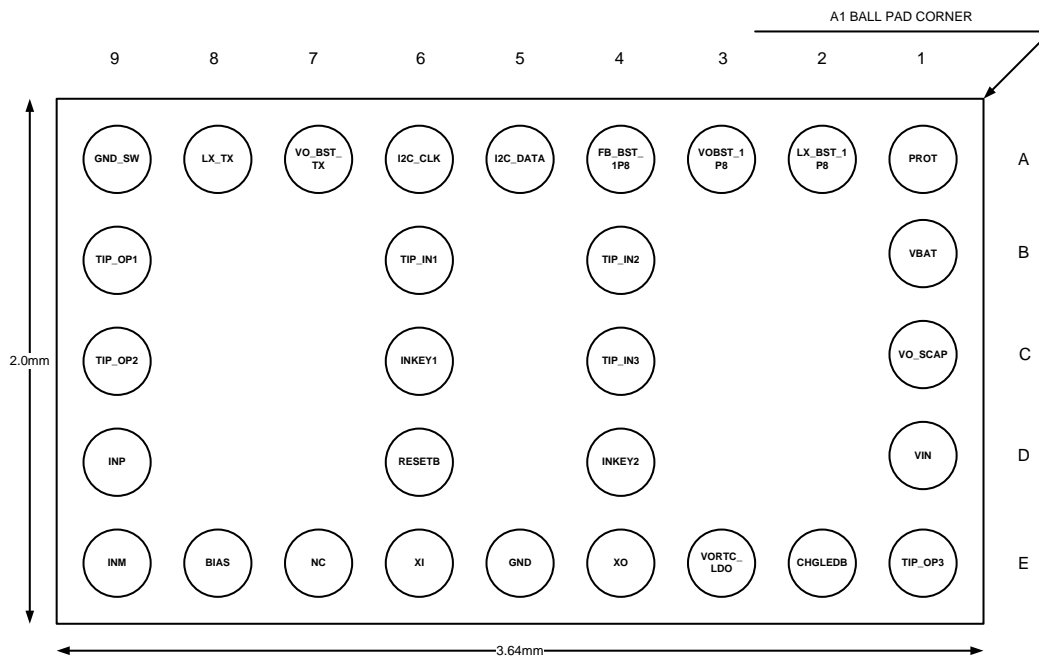 A1 BALL PAD CORNER
9 8 7 6 5 4 3 2 1
GND_SW
LX_TX
VO_BST_
TX
I2C_CLK
I2C_DATA
FB_BST_
1P8
VOBST_1
P8
LX_BST_1
P8
PROT
A
TIP_OP1
TIP_IN1
TIP_IN2
VBAT
B
2.0mm
TIP_OP2
INKEY1
TIP_IN3
VO_SCAP
C
INP
RESETB
INKEY2
VIN
D
INM
BIAS
NC
XI
GND
XO
VORTC_
LDO
CHGLEDB
TIP_OP3
E
3.64mm